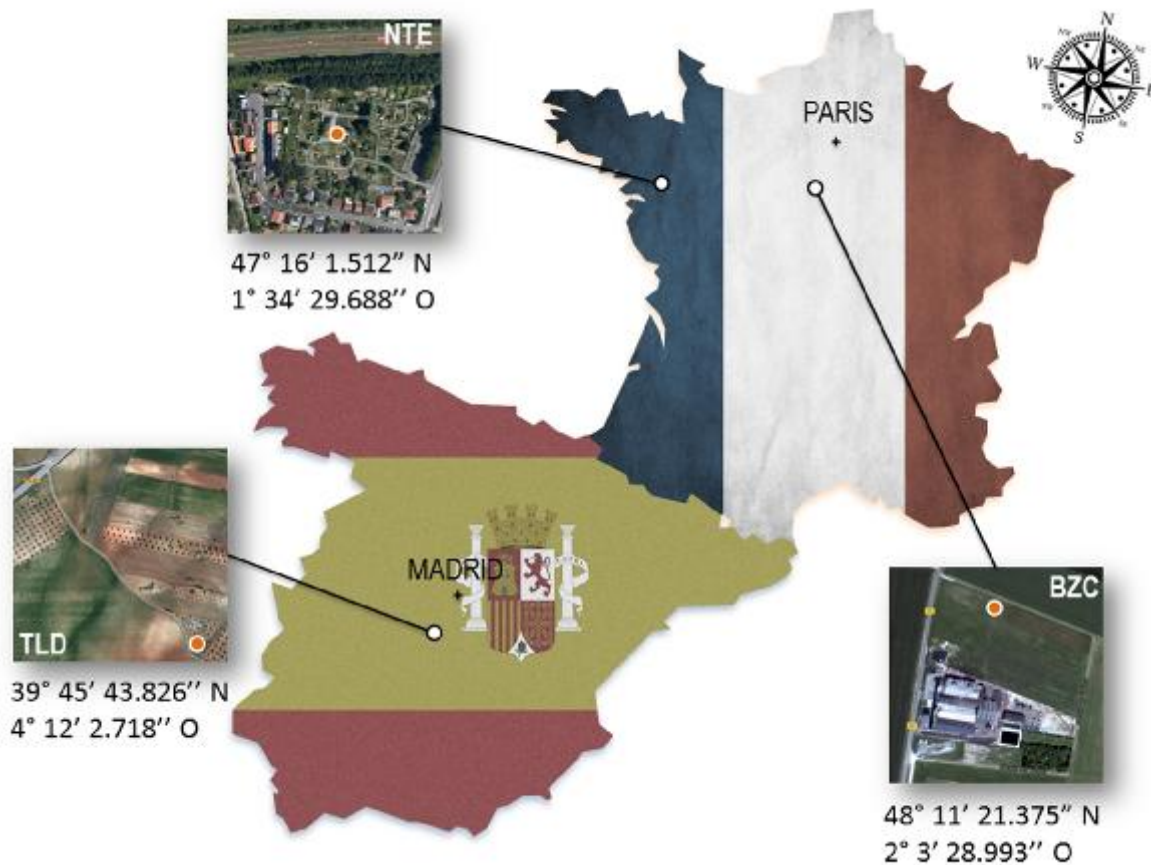 NTE
N
W
S
PARIS
47° 16′ 1.512″ N
1° 34′ 29.688′′ O
MADRID
TLD
39° 45′ 43.826′′ N
4° 12′ 2.718′′ O
BZC
48° 11′ 21.375″ N
2° 3′ 28.993′′ O